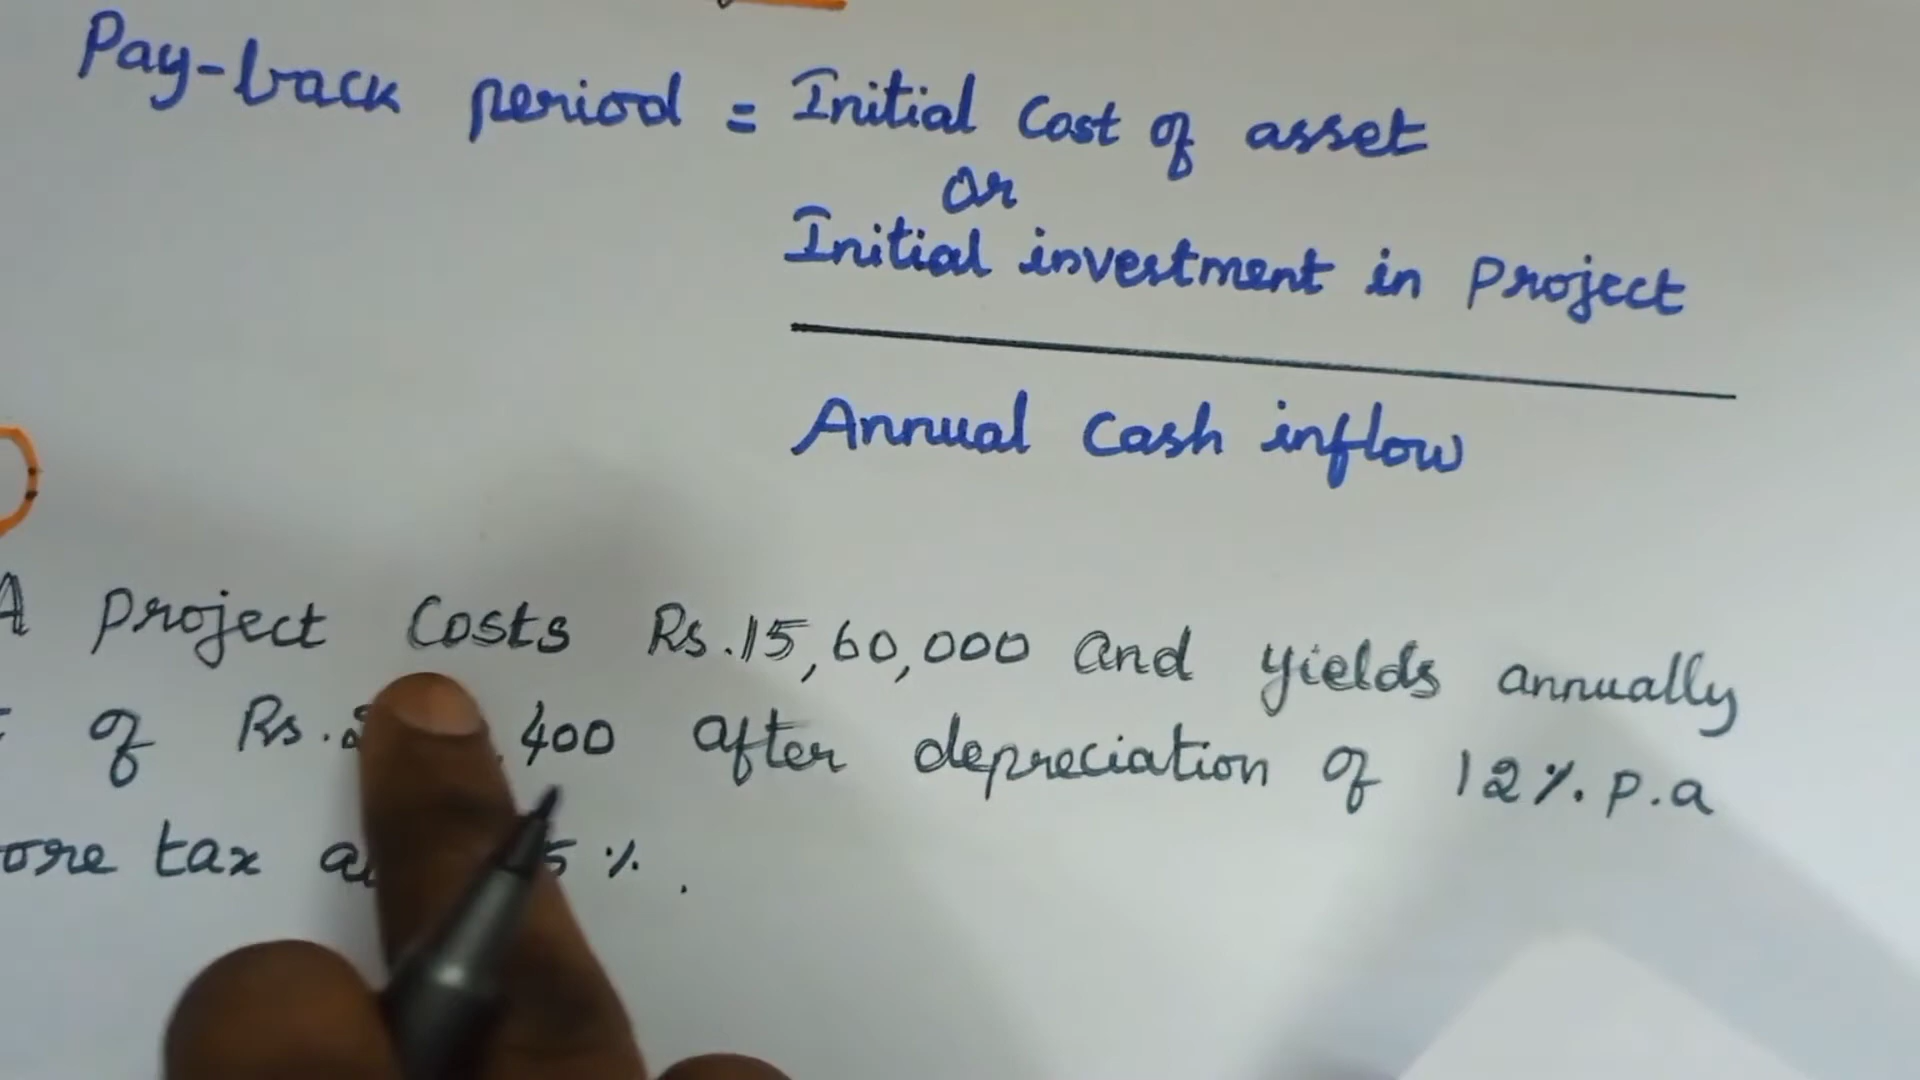 Pay-back period = Initial Cost of asset
or
Initial investment in Project
Annual Cash inflow
A Project Costs Rs.15,60,000 and yields annually
of Rs. 400 after depreciation of 12%.P.a
tax %.